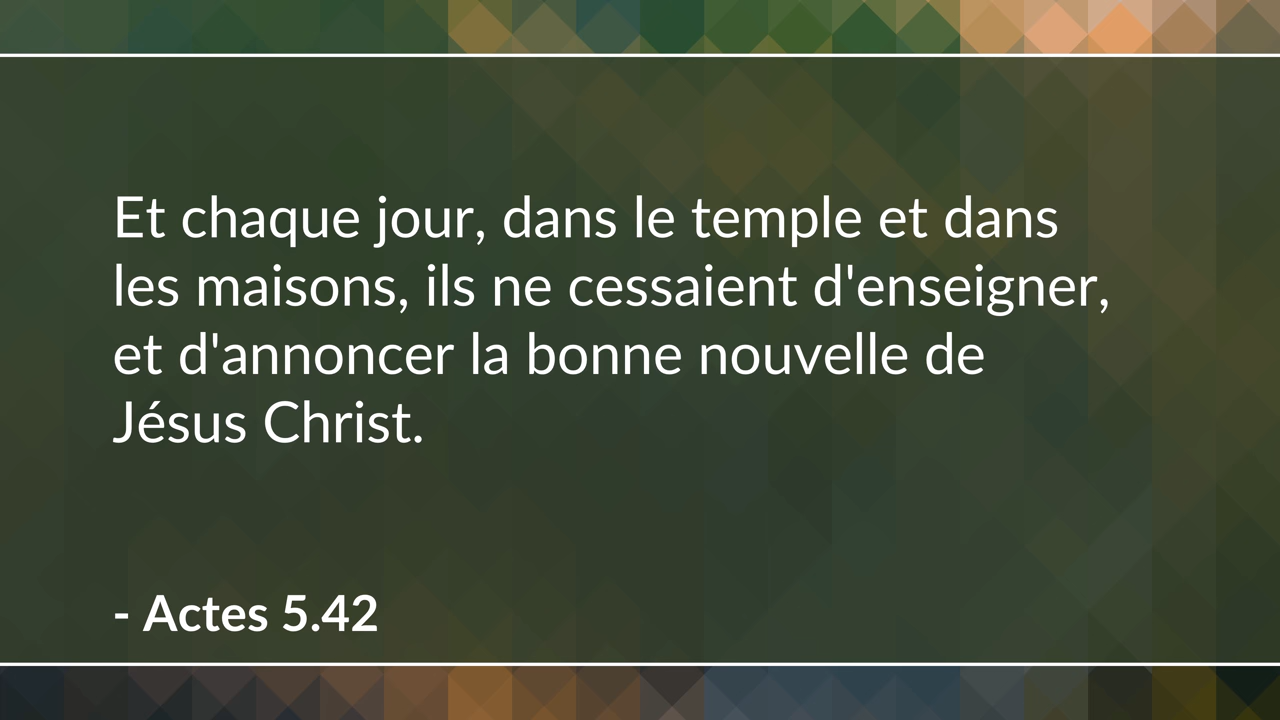 Et chaque jour, dans le temple et dans
les maisons, ils ne cessaient d'enseigner,
et d'annoncer la bonne nouvelle de
Jésus Christ.
- Actes 5.42